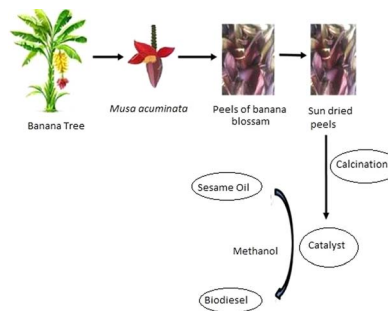 Banana Tree
Musa acuminata
Peels of banana
blossam
Sun dried
peels
Calcination
Sesame Oil
Methanol
Catalyst
Biodiesel